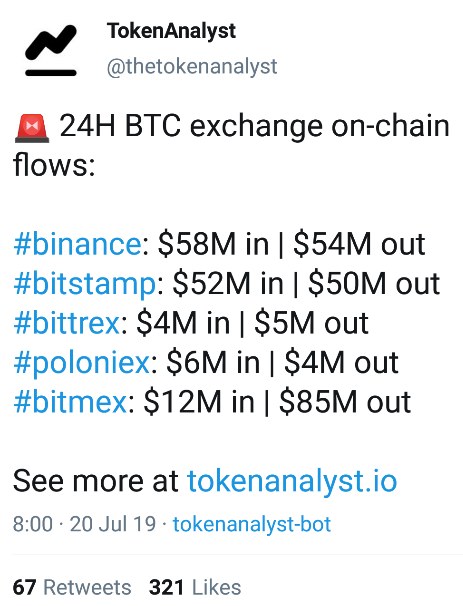 TokenAnalyst
@thetokenanalyst
🚨 24H BTC exchange on-chain
flows:
#binance: $58M in | $54M out
#bitstamp: $52M in | $50M out
#bittrex: $4M in | $5M out
#poloniex: $6M in | $4M out
#bitmex: $12M in | $85M out
See more at tokenanalyst.io
8:00 · 20 Jul 19 · tokenanalyst-bot
67 Retweets 321 Likes